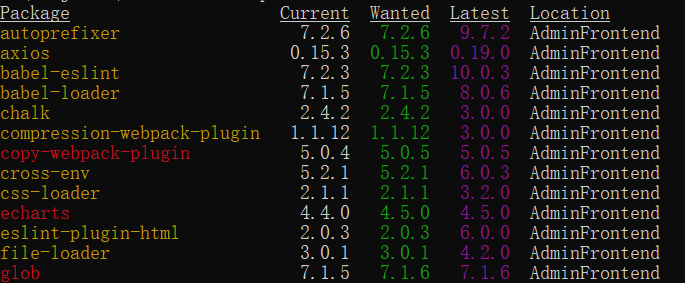 Package Current Wanted Latest Location
autoprefixer 7.2.6 7.2.6 9.7.2 AdminFrontend
axios 0.15.3 0.15.3 0.19.0 AdminFrontend
babel-eslint 7.2.3 7.2.3 10.0.3 AdminFrontend
babel-loader 7.1.5 7.1.5 8.0.6 AdminFrontend
chalk 2.4.2 2.4.2 3.0.0 AdminFrontend
compression-webpack-plugin 1.1.12 1.1.12 3.0.0 AdminFrontend
copy-webpack-plugin 5.0.4 5.0.5 5.0.5 AdminFrontend
cross-env 5.2.1 5.2.1 6.0.3 AdminFrontend
css-loader 2.1.1 2.1.1 3.2.0 AdminFrontend
echarts 4.4.0 4.5.0 4.5.0 AdminFrontend
eslint-plugin-html 2.0.3 2.0.3 6.0.0 AdminFrontend
file-loader 3.0.1 3.0.1 4.2.0 AdminFrontend
glob 7.1.5 7.1.6 7.1.6 AdminFrontend